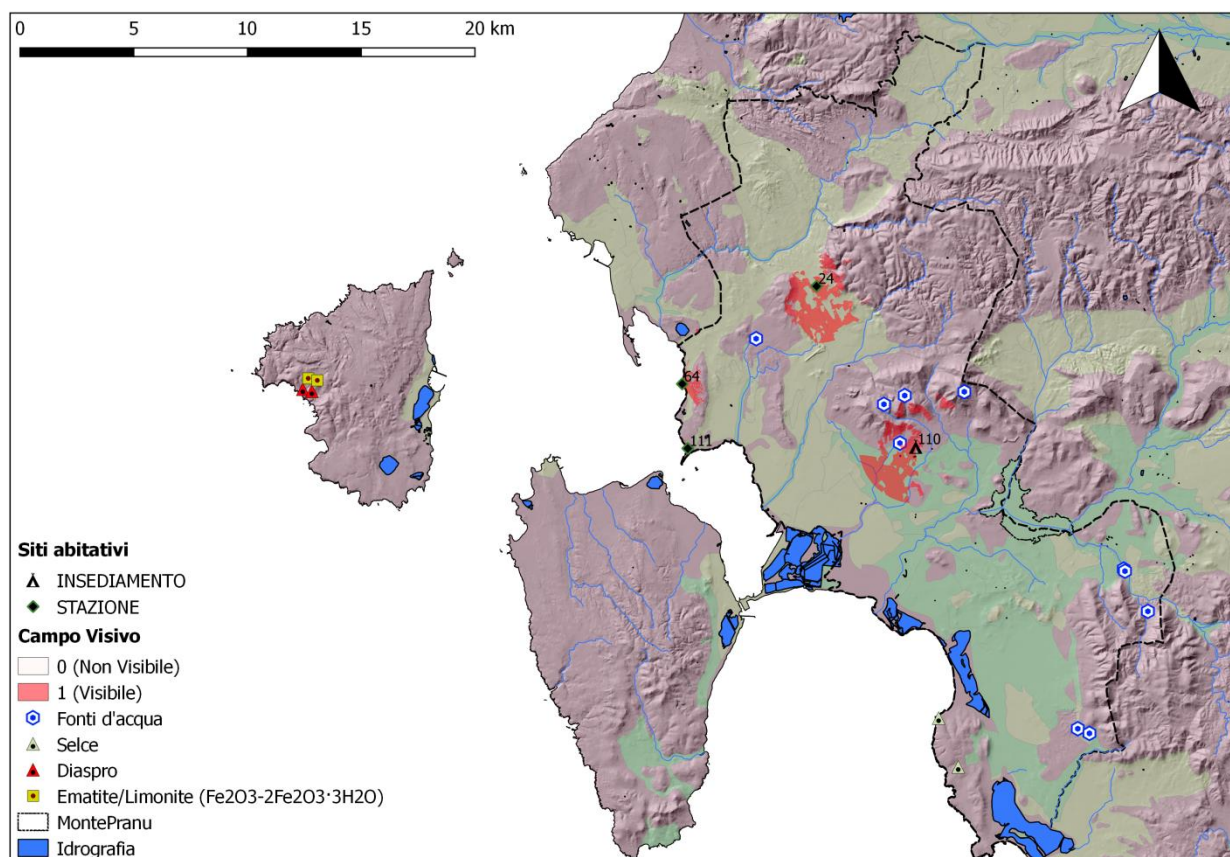 0 5 10 15 20 km
24
64
111
110
Siti abitativi
INSEDIAMENTO
STAZIONE
Campo Visivo
0 (Non Visibile)
1 (Visibile)
Fonti d'acqua
Selce
Diaspro
Ematite/Limonite (Fe2O3-2Fe2O3·3H2O)
MontePranu
Idrografia